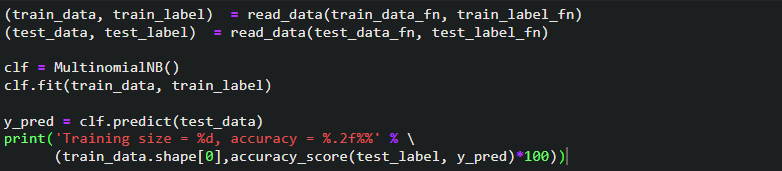 (train_data, train_label)  = read_data(train_data_fn, train_label_fn)
(test_data, test_label)  = read_data(test_data_fn, test_label_fn)
clf = MultinomialNB()
clf.fit(train_data, train_label)
y_pred = clf.predict(test_data)
print('Training size = %d, accuracy = %.2f%%' % \
      (train_data.shape[0],accuracy_score(test_label, y_pred)*100))